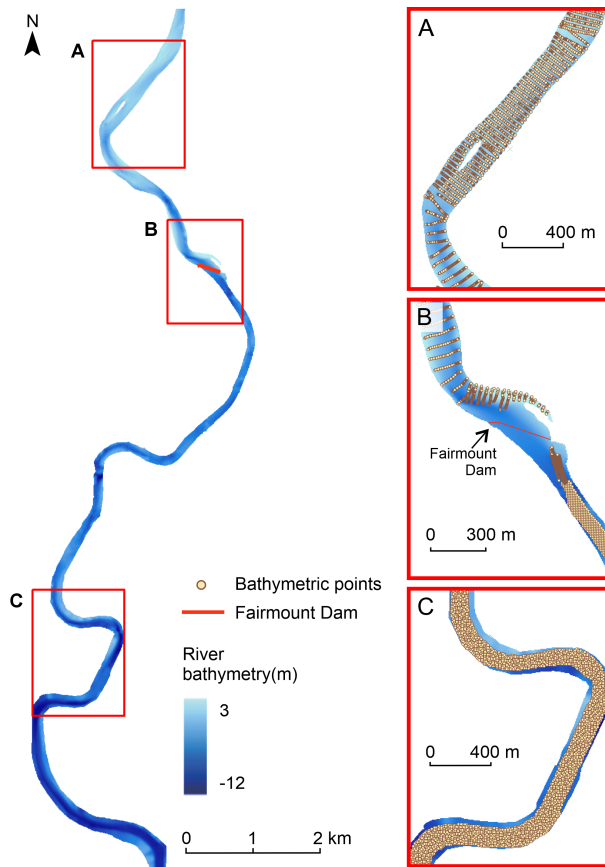 N
A
B
C
Bathymetric points
Fairmount Dam
River
bathymetry(m)
3
-12
0 1 2 km
A
0 400 m
B
Fairmount
Dam
0 300 m
C
0 400 m